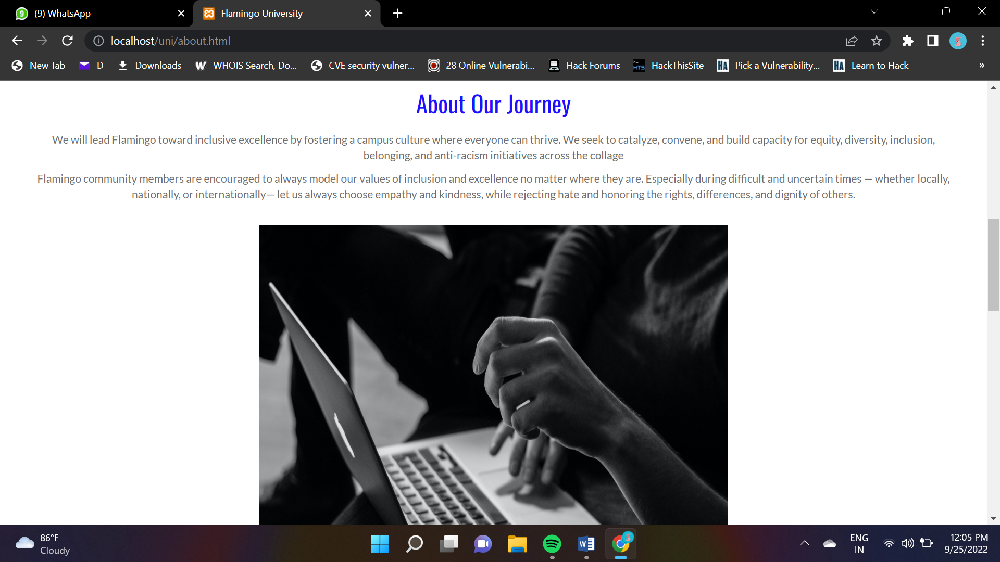 (9) WhatsApp
Flamingo University
localhost/uni/about.html
New Tab
D
Downloads
WHOIS Search, Do...
CVE security vulner...
28 Online Vulnerabi...
Hack Forums
HackThisSite
Pick a Vulnerability...
Learn to Hack
About Our Journey
We will lead Flamingo toward inclusive excellence by fostering a campus culture where everyone can thrive. We seek to catalyze, convene, and build capacity for equity, diversity, inclusion,
belonging, and anti-racism initiatives across the collage
Flamingo community members are encouraged to always model our values of inclusion and excellence no matter where they are. Especially during difficult and uncertain times — whether locally,
nationally, or internationally— let us always choose empathy and kindness, while rejecting hate and honoring the rights, differences, and dignity of others.
86°F
Cloudy
ENG
IN
12:05 PM
9/25/2022